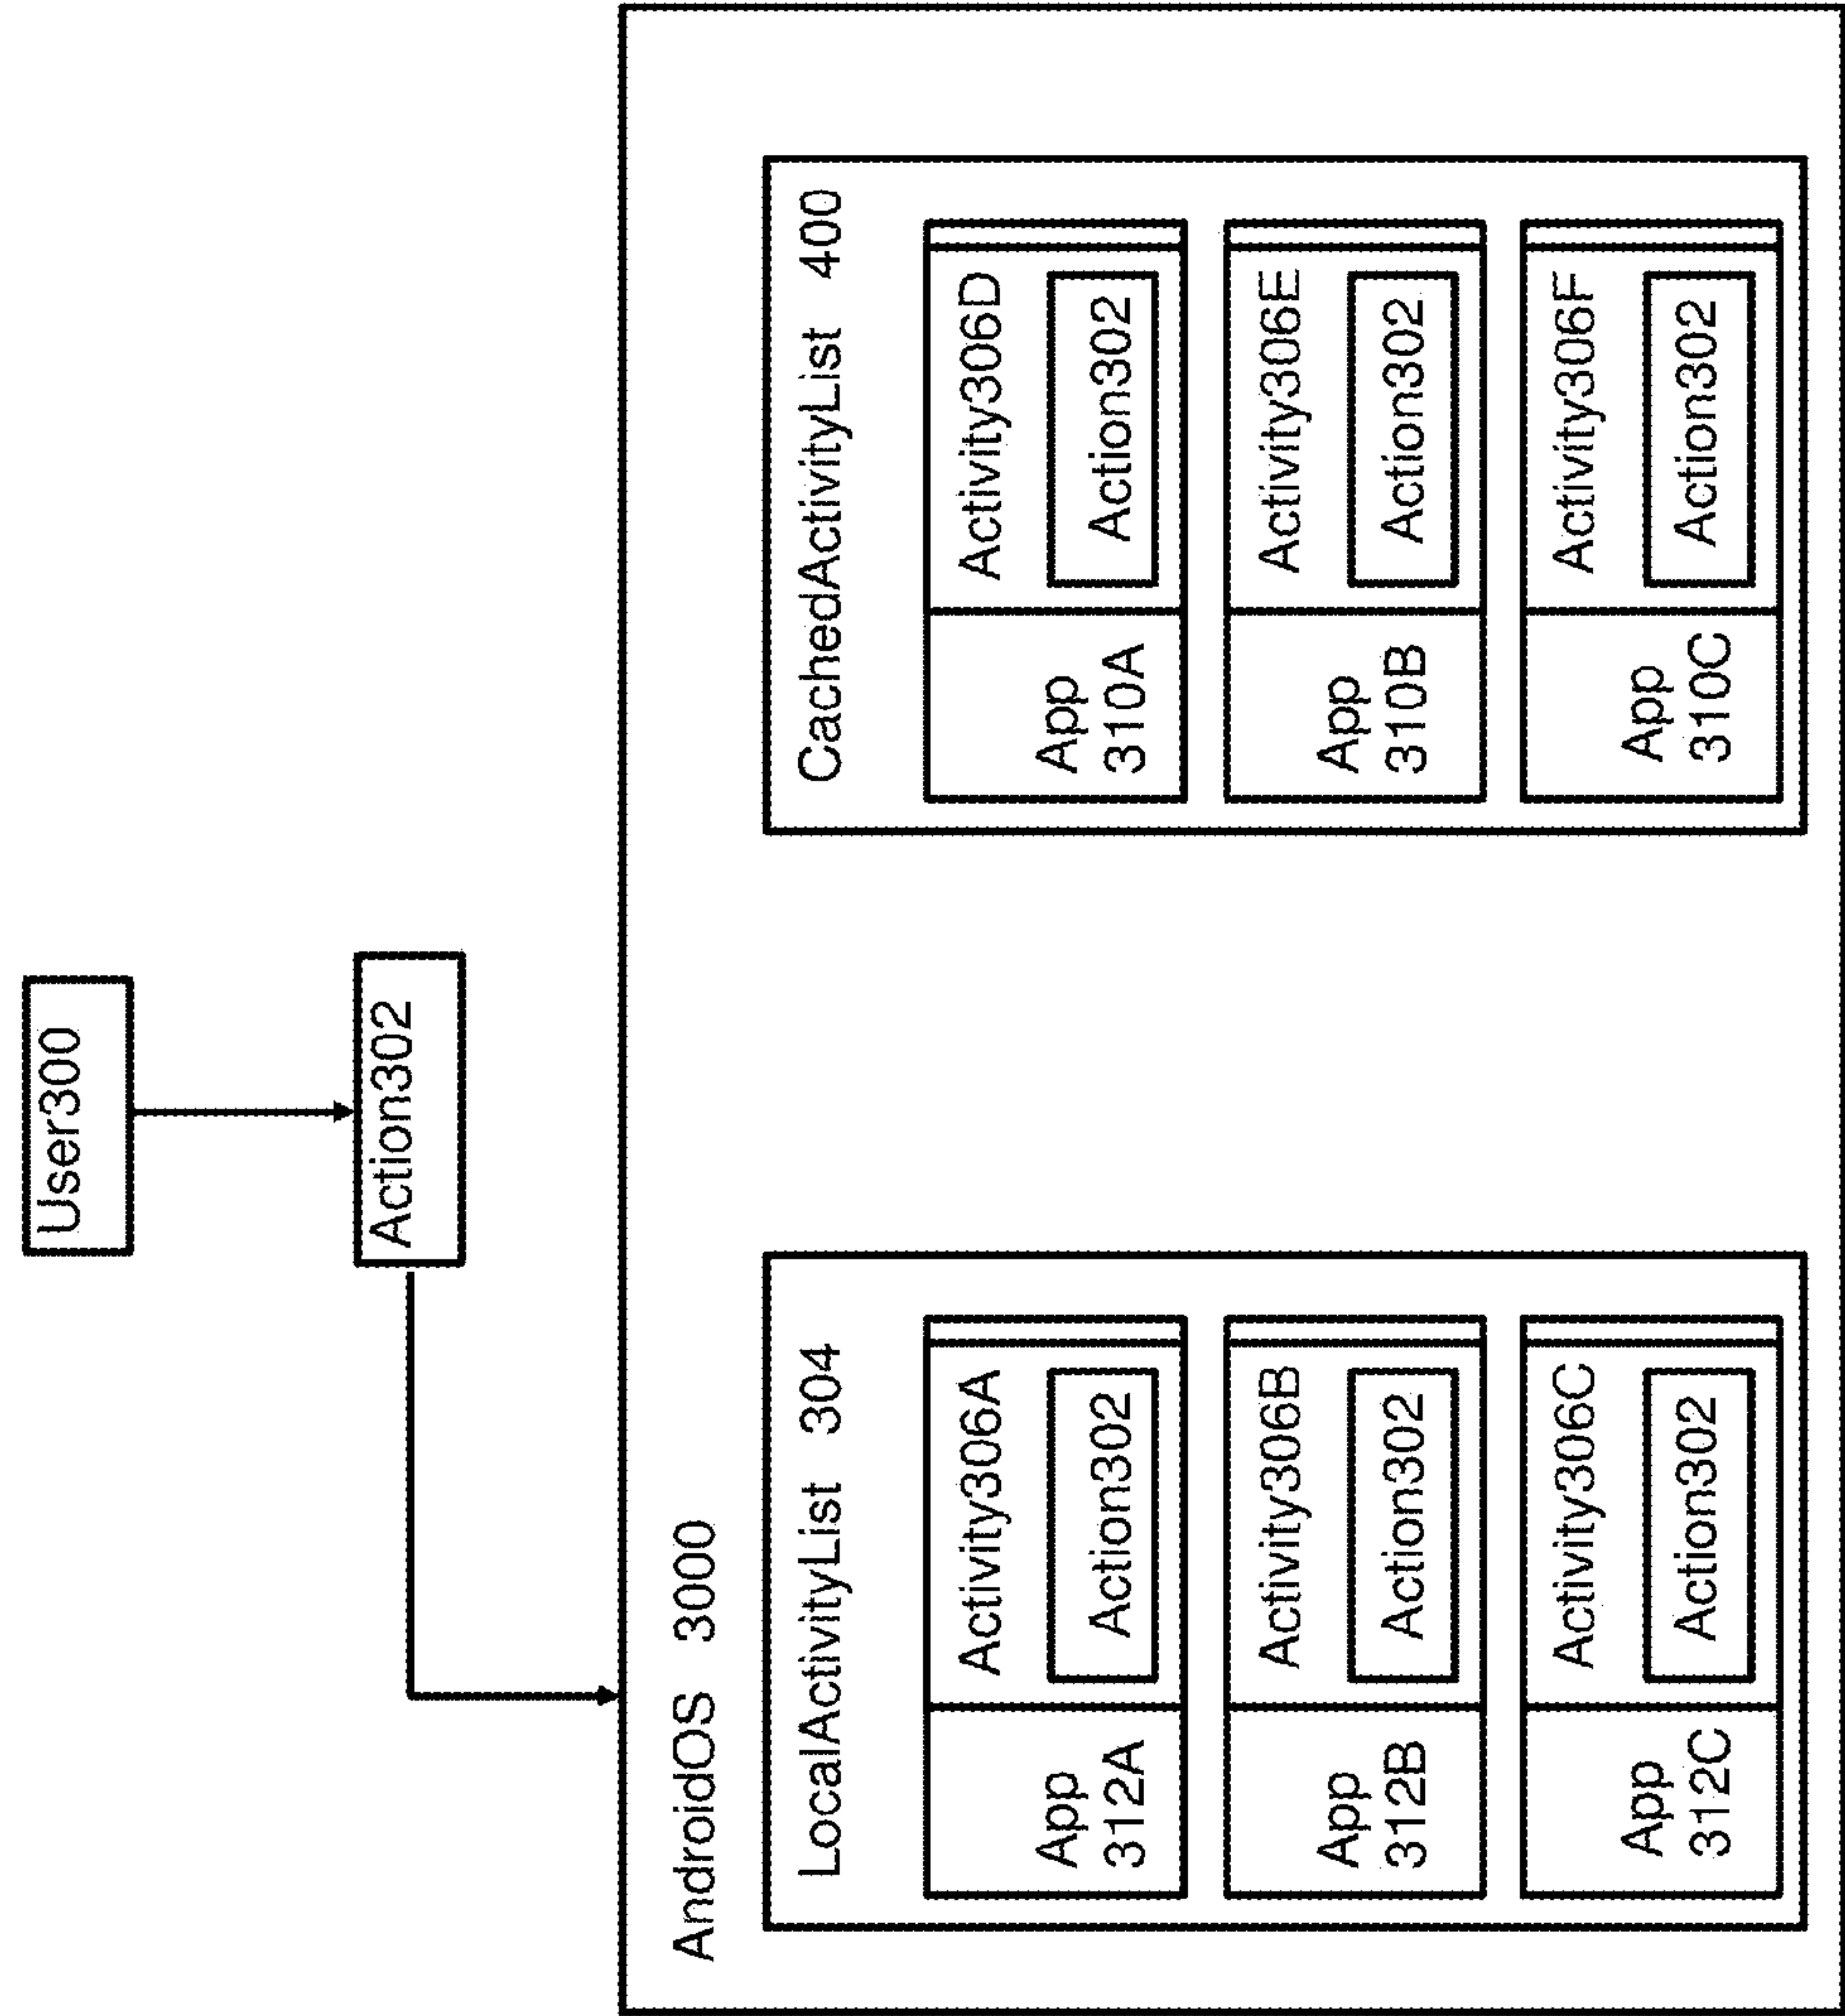 User300
Action302
AndroidOS 3000
LocalActivityList 304
App
312A
Activity306A
Action302
App
312B
Activity306B
Action302
App
312C
Activity306C
Action302
CachedActivityList 400
App
310A
Activity306D
Action302
App
310B
Activity306E
Action302
App
310C
Activity306F
Action302